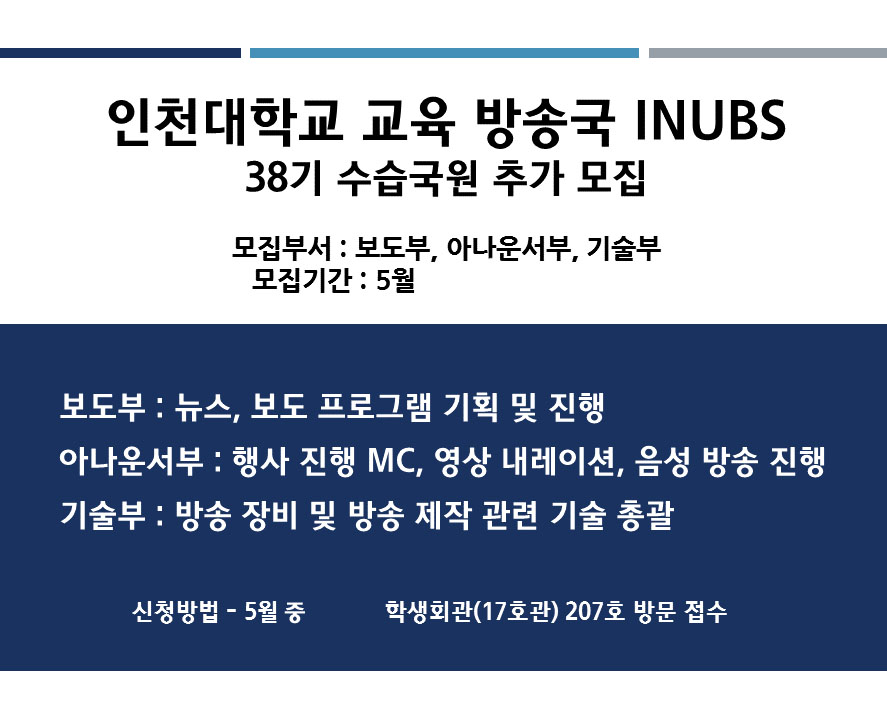 인천대학교 교육 방송국 INUBS
38기 수습국원 추가 모집
모집부서 : 보도부, 아나운서부, 기술부
모집기간 : 5월
보도부 : 뉴스, 보도 프로그램 기획 및 진행
아나운서부 : 행사 진행 MC, 영상 내레이션, 음성 방송 진행
기술부 : 방송 장비 및 방송 제작 관련 기술 총괄
신청방법 - 5월 중 학생회관(17호관) 207호 방문 접수